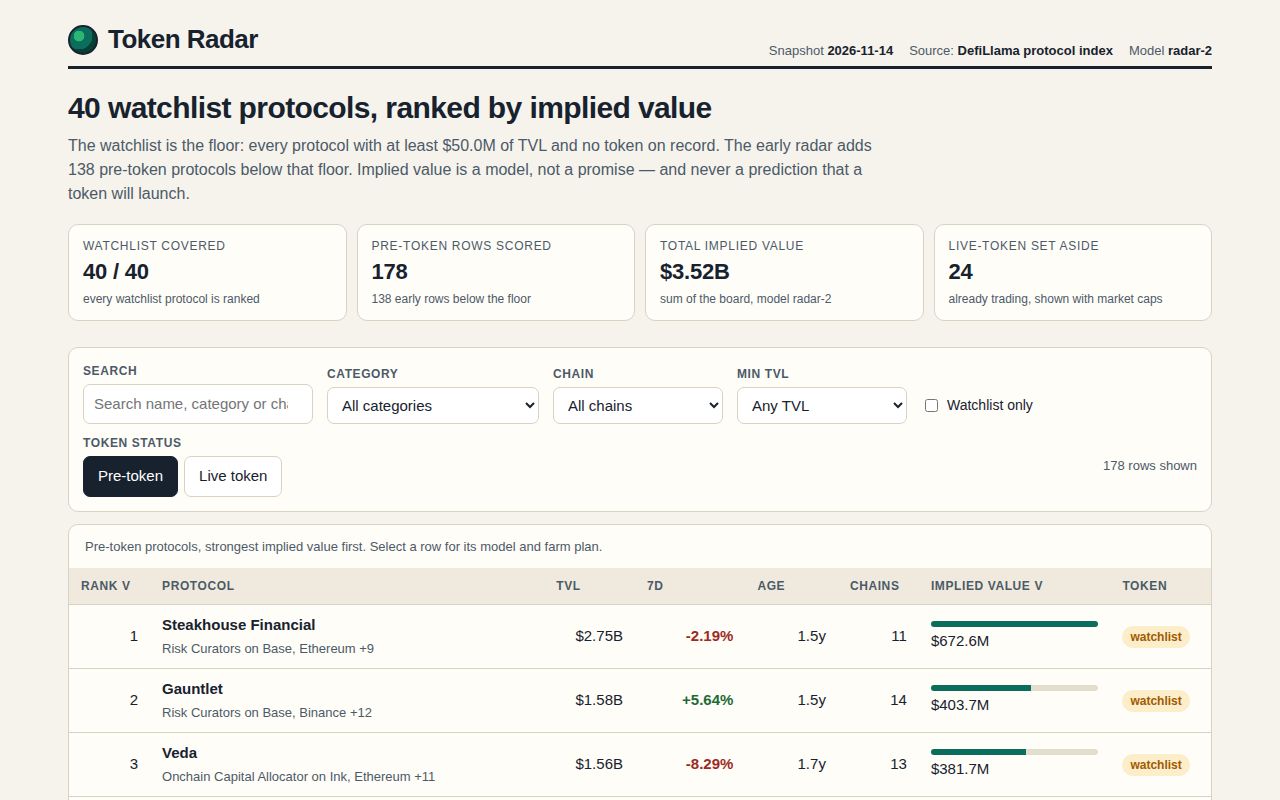 Token Radar
Snapshot 2026-11-14 Source: DefiLlama protocol index Model radar-2
40 watchlist protocols, ranked by implied value
The watchlist is the floor: every protocol with at least $50.0M of TVL and no token on record. The early radar adds
138 pre-token protocols below that floor. Implied value is a model, not a promise — and never a prediction that a
token will launch.
WATCHLIST COVERED
40 / 40
every watchlist protocol is ranked
PRE-TOKEN ROWS SCORED
178
138 early rows below the floor
TOTAL IMPLIED VALUE
$3.52B
sum of the board, model radar-2
LIVE-TOKEN SET ASIDE
24
already trading, shown with market caps
SEARCH
Search name, category or cha
CATEGORY
All categories
CHAIN
All chains
MIN TVL
Any TVL
Watchlist only
TOKEN STATUS
Pre-token Live token
178 rows shown
Pre-token protocols, strongest implied value first. Select a row for its model and farm plan.
RANK V PROTOCOL TVL 7D AGE CHAINS IMPLIED VALUE V TOKEN
1 Steakhouse Financial $2.75B -2.19% 1.5y 11 $672.6M watchlist
Risk Curators on Base, Ethereum +9
2 Gauntlet $1.58B +5.64% 1.5y 14 $403.7M watchlist
Risk Curators on Base, Binance +12
3 Veda $1.56B -8.29% 1.7y 13 $381.7M watchlist
Onchain Capital Allocator on Ink, Ethereum +11